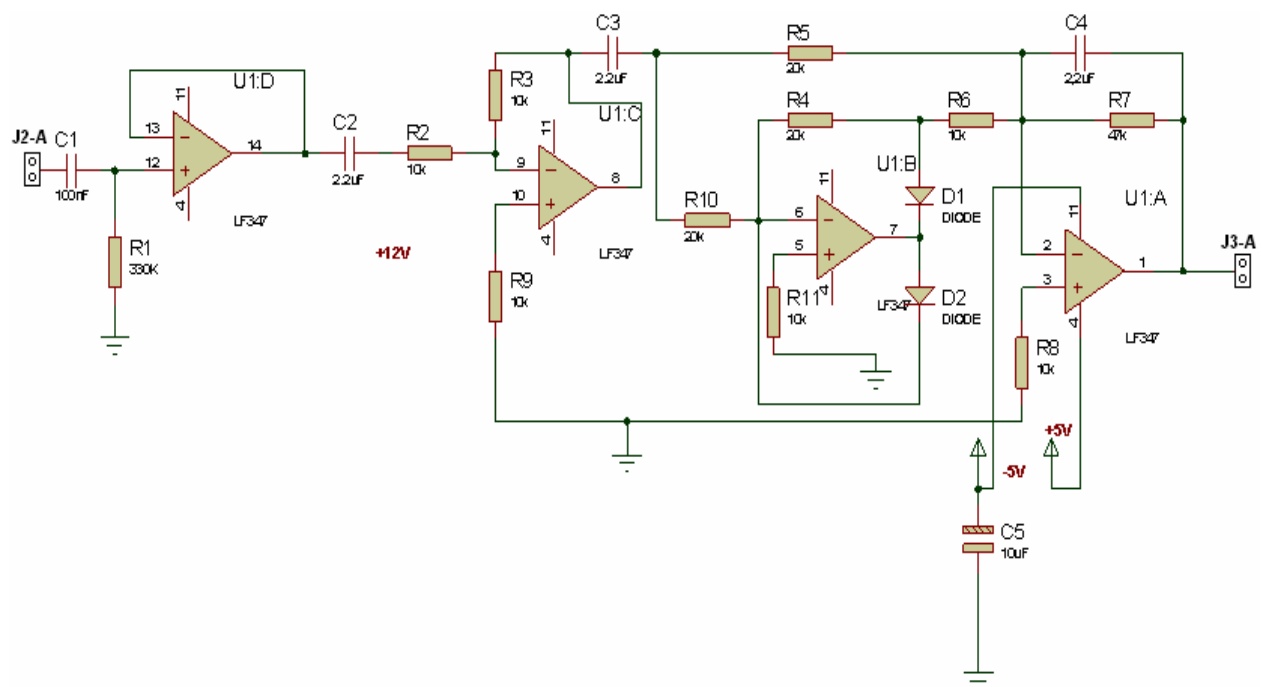 J2-A
C1
100nF
R1
330K
13
12
11
4
14
U1:D
LF347
C2
2.2uF
R2
10k
+12V
R3
10k
C3
2.2uF
U1:C
9
10
11
4
8
LF347
R9
10k
R10
20k
R5
20k
R4
20k
R6
10k
U1:B
6
5
11
4
7
LF347
R11
10k
D1
DIODE
D2
DIODE
C4
2.2uF
R7
47k
U1:A
11
2
3
4
1
LF347
J3-A
R8
10k
+5V
-5V
C5
10uF